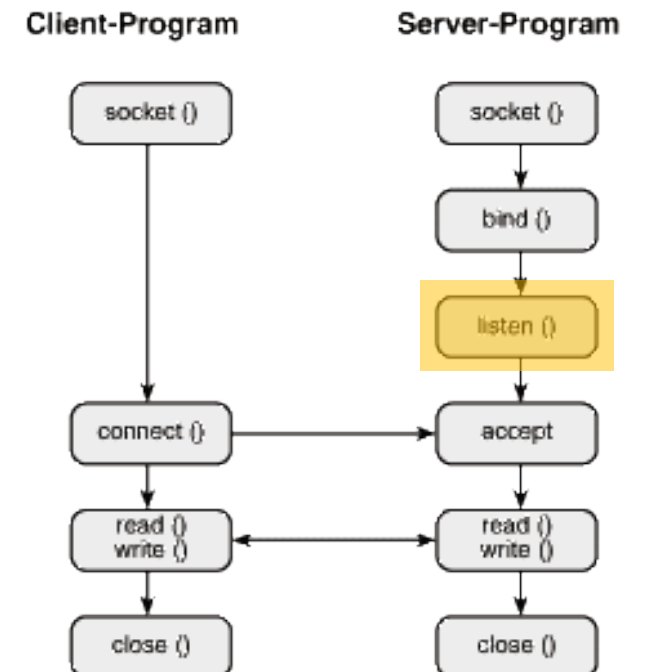 Client-Program
Server-Program
socket ()
socket ()
bind ()
listen ()
connect ()
accept
read ()
write ()
read ()
write ()
close ()
close ()